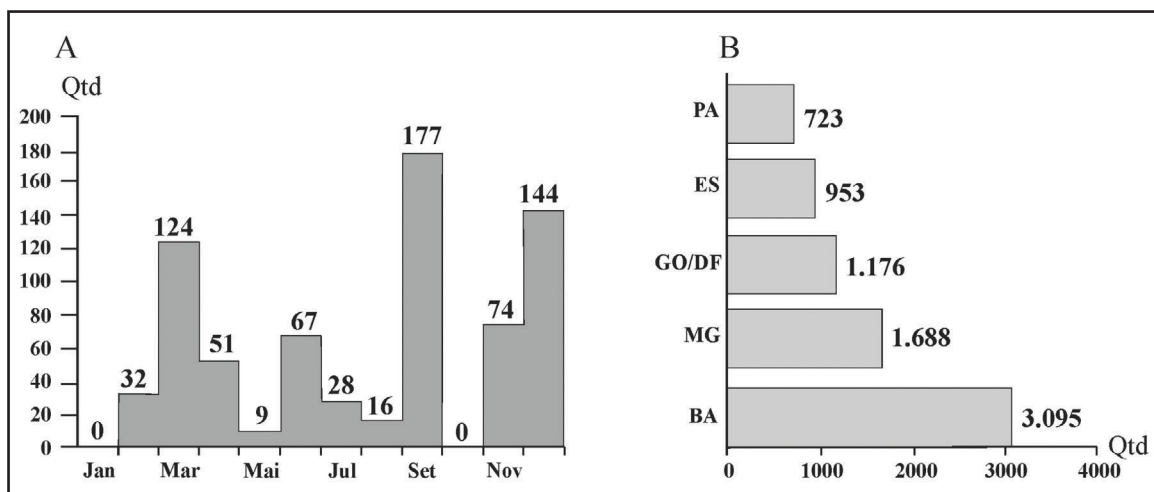 A
Qtd
200
180
160
140
120
100
80
60
40
20
0
0
32
124
51
9
67
28
16
177
0
74
144
Jan Mar Mai Jul Set Nov
B
PA 723
ES 953
GO/DF 1.176
MG 1.688
BA 3.095
0 1000 2000 3000 4000
Qtd